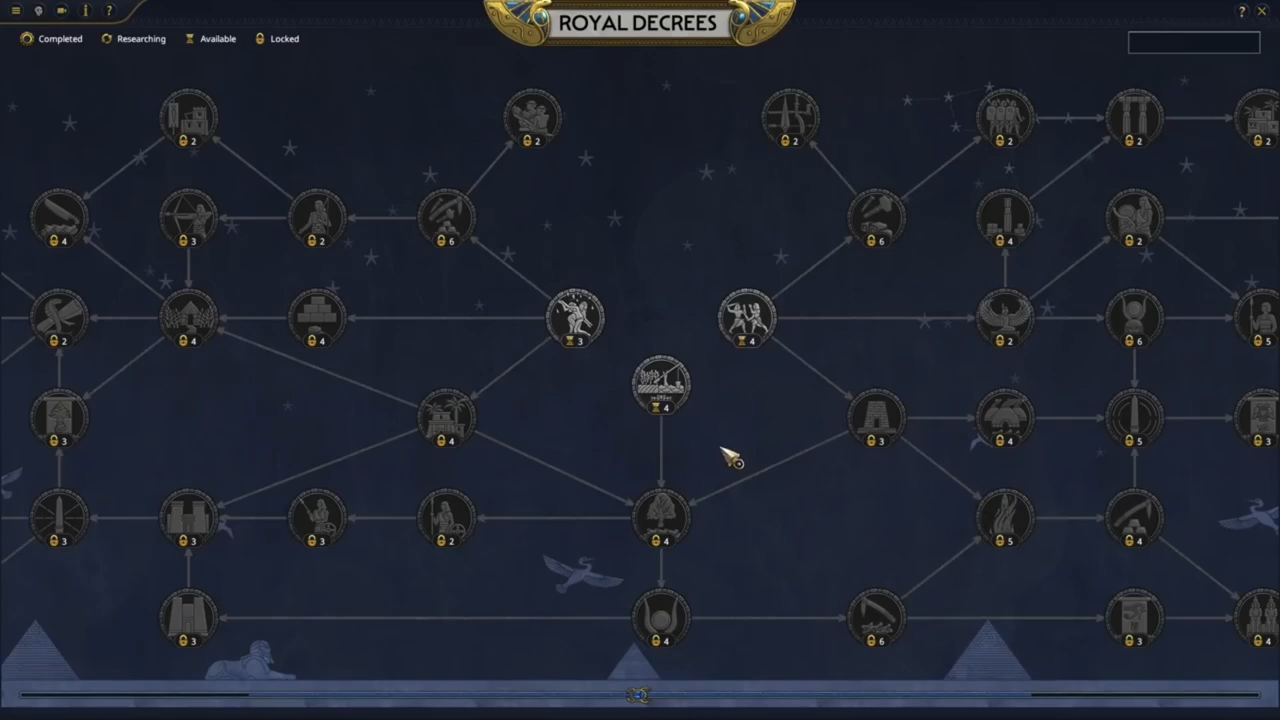 ROYAL DECREES
Completed Researching Available Locked
2 2 2 2 2 2
4 3 2 6 6 4 2
2 4 4 3 4 2 6 5
4
3 4 3 4 5 3
3 3 3 2 4 5 4
3 4 6 3 4